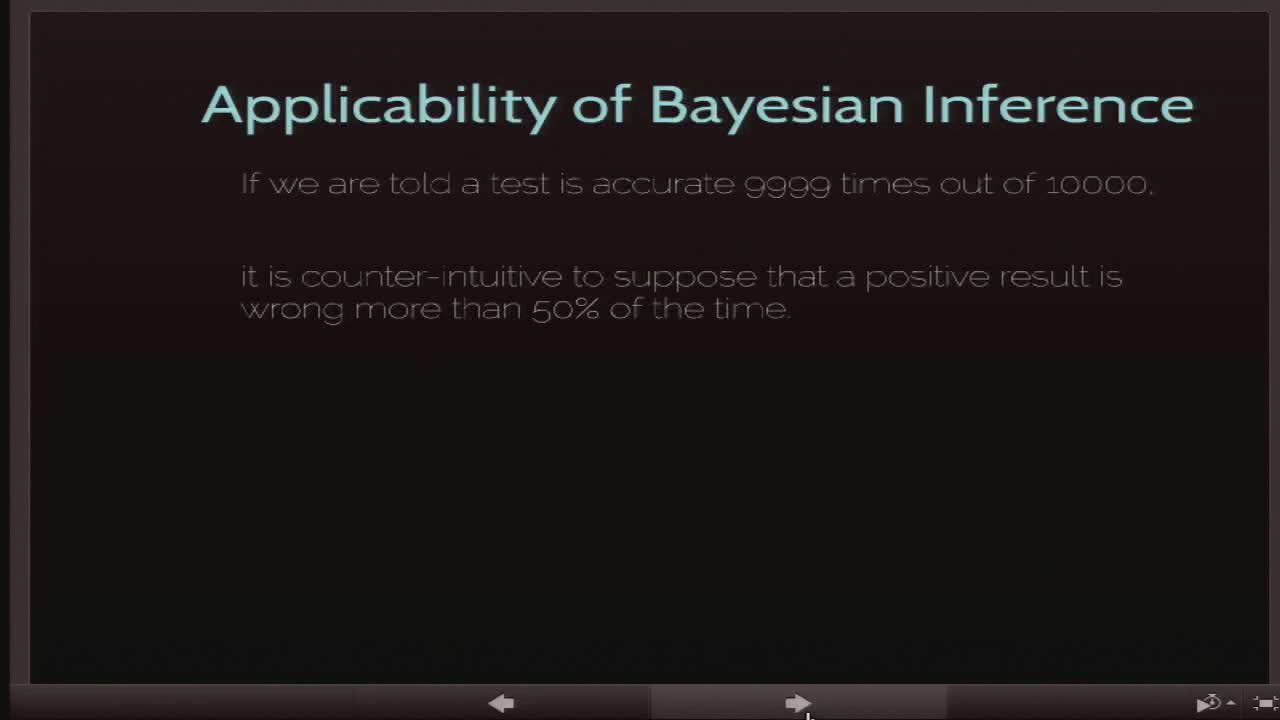 Applicability of Bayesian Inference
If we are told a test is accurate 9999 times out of 10000,
it is counter-intuitive to suppose that a positive result is
wrong more than 50% of the time.